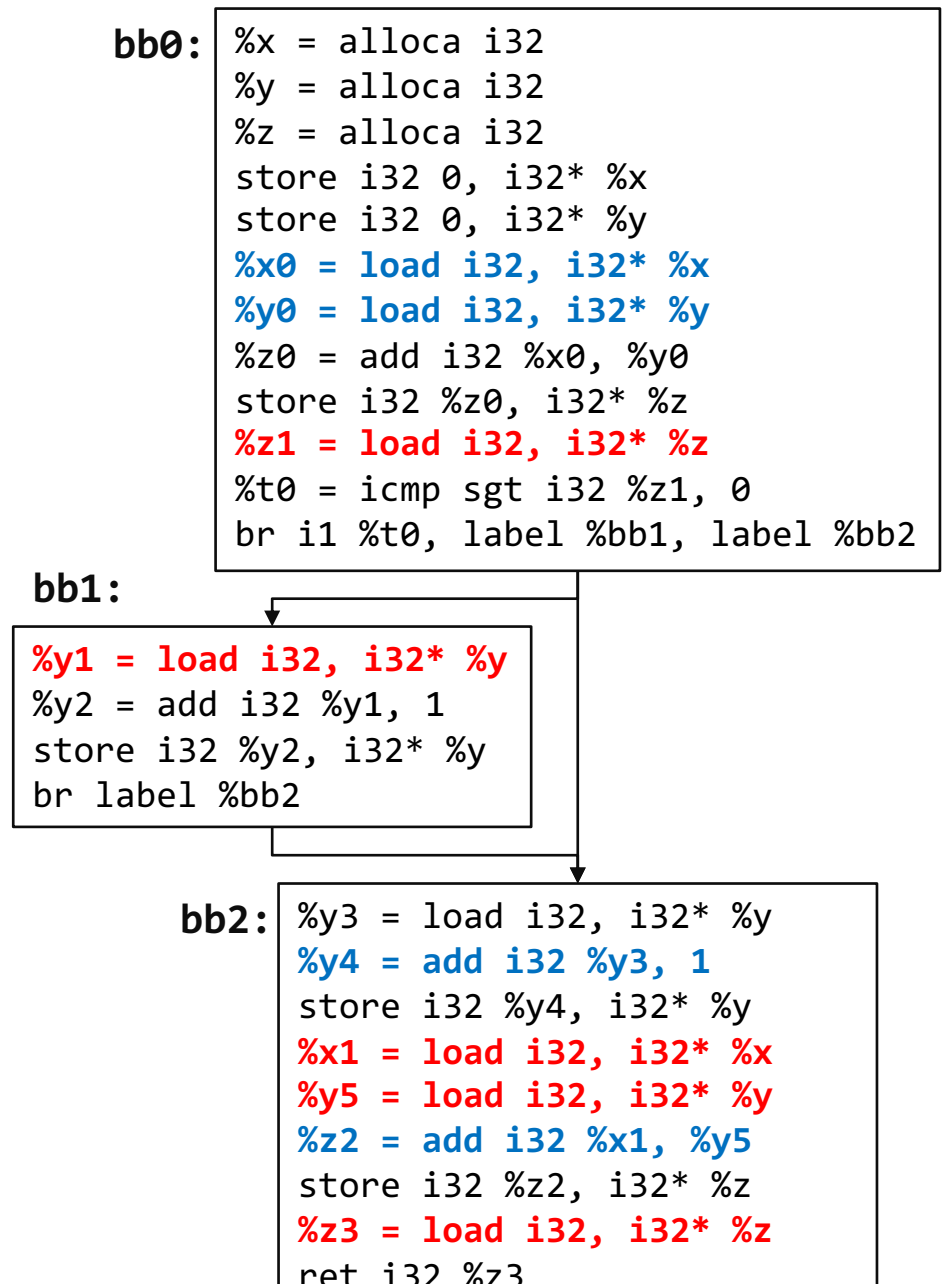 bb0:
%x = alloca i32
%y = alloca i32
%z = alloca i32
store i32 0, i32* %x
store i32 0, i32* %y
%x0 = load i32, i32* %x
%y0 = load i32, i32* %y
%z0 = add i32 %x0, %y0
store i32 %z0, i32* %z
%z1 = load i32, i32* %z
%t0 = icmp sgt i32 %z1, 0
br i1 %t0, label %bb1, label %bb2
bb1:
%y1 = load i32, i32* %y
%y2 = add i32 %y1, 1
store i32 %y2, i32* %y
br label %bb2
bb2:
%y3 = load i32, i32* %y
%y4 = add i32 %y3, 1
store i32 %y4, i32* %y
%x1 = load i32, i32* %x
%y5 = load i32, i32* %y
%z2 = add i32 %x1, %y5
store i32 %z2, i32* %z
%z3 = load i32, i32* %z
ret i32 %z3